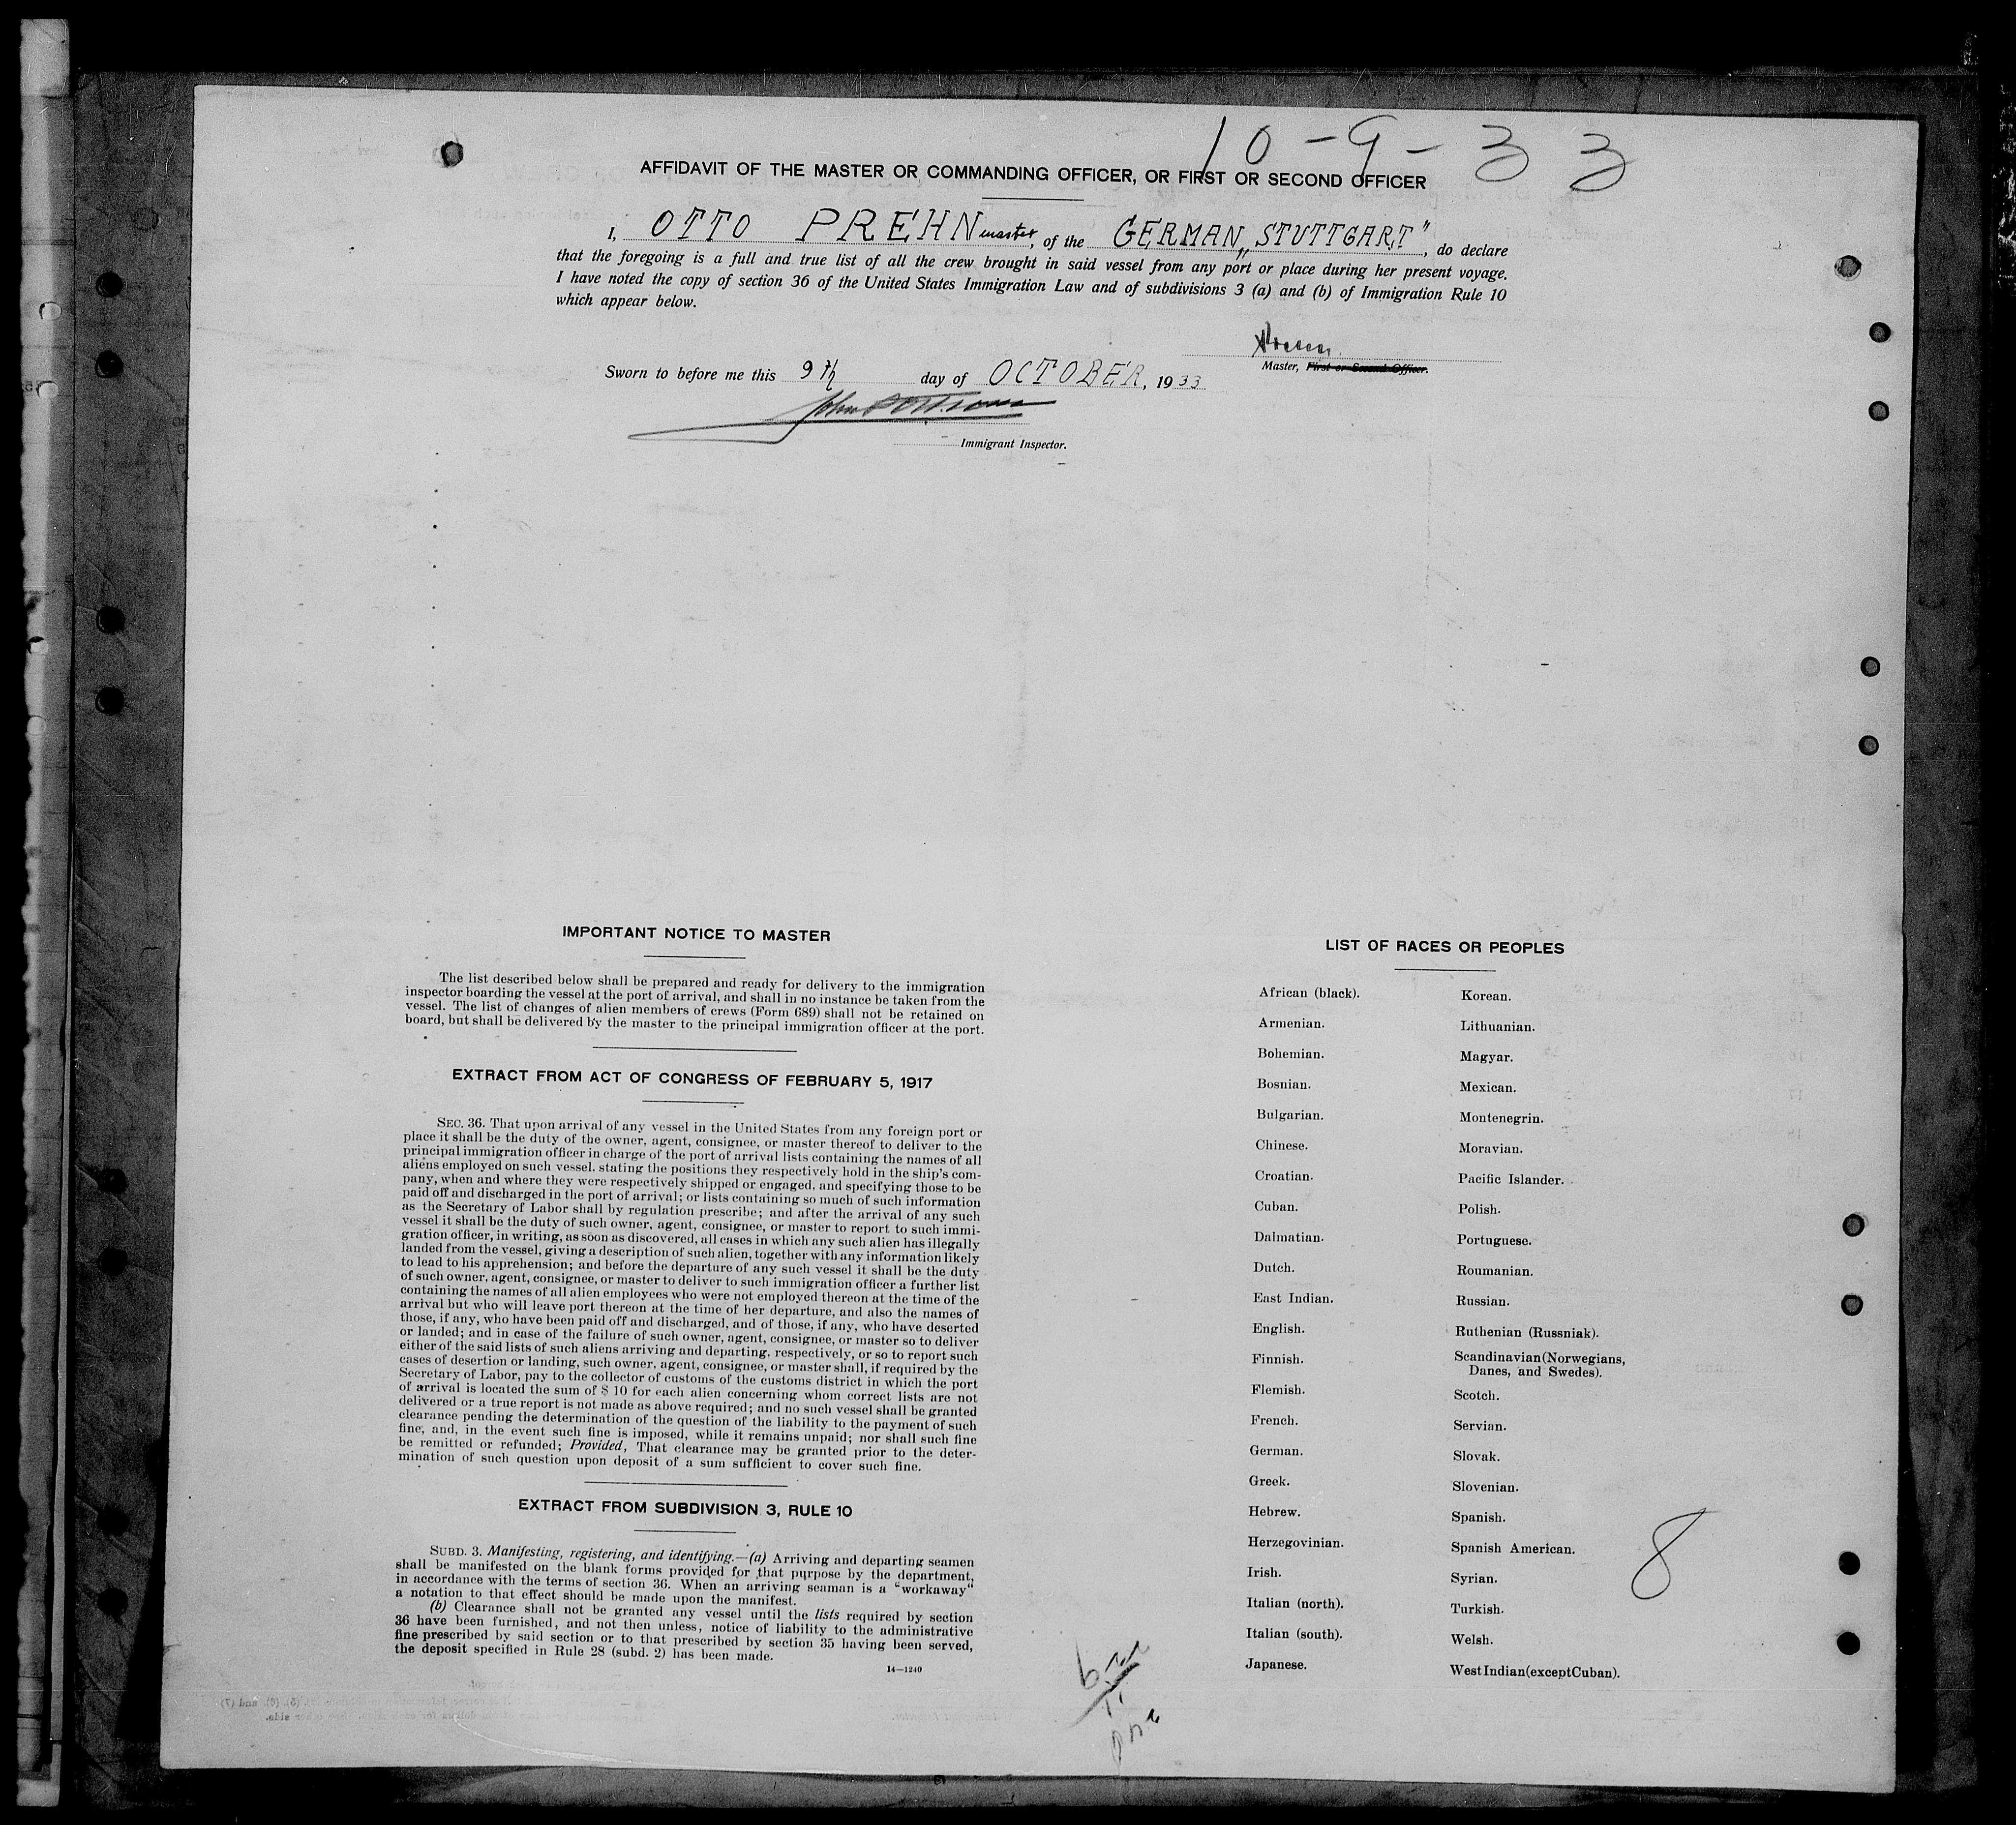 10-9-33
AFFIDAVIT OF THE MASTER OR COMMANDING OFFICER, OR FIRST OR SECOND OFFICER
I, OTTO PREHN master, of the GERMAN „STUTTGART", do declare
that the foregoing is a full and true list of all the crew brought in said vessel from any port or place during her present voyage.
I have noted the copy of section 36 of the United States Immigration Law and of subdivisions 3 (a) and (b) of Immigration Rule 10
which appear below.
Prehn.
Master, First or Second Officer.
Sworn to before me this 9th day of OCTOBER, 1933
John
Immigrant Inspector.
IMPORTANT NOTICE TO MASTER
The list described below shall be prepared and ready for delivery to the immigration
inspector boarding the vessel at the port of arrival, and shall in no instance be taken from the
vessel. The list of changes of alien members of crews (Form 689) shall not be retained on
board, but shall be delivered by the master to the principal immigration officer at the port.
EXTRACT FROM ACT OF CONGRESS OF FEBRUARY 5, 1917
SEC. 36. That upon arrival of any vessel in the United States from any foreign port or
place it shall be the duty of the owner, agent, consignee, or master thereof to deliver to the
principal immigration officer in charge of the port of arrival lists containing the names of all
aliens employed on such vessel. stating the positions they respectively hold in the ship's com-
pany, when and where they were respectively shipped or engaged, and specifying those to be
paid off and discharged in the port of arrival; or lists containing so much of such information
as the Secretary of Labor shall by regulation prescribe; and after the arrival of any such
vessel it shall be the duty of such owner, agent, consignee, or master to report to such immi-
gration officer, in writing, as soon as discovered, all cases in which any such alien has illegally
landed from the vessel, giving a description of such alien, together with any information likely
to lead to his apprehension; and before the departure of any such vessel it shall be the duty
of such owner, agent, consignee, or master to deliver to such immigration officer a further list
containing the names of all alien employees who were not employed thereon at the time of the
arrival but who will leave port thereon at the time of her departure, and also the names of
those, if any, who have been paid off and discharged, and of those, if any, who have deserted
or landed; and in case of the failure of such owner, agent, consignee, or master so to deliver
either of the said lists of such aliens arriving and departing, respectively, or so to report such
cases of desertion or landing, such owner, agent, consignee, or master shall, if required by the
Secretary of Labor, pay to the collector of customs of the customs district in which the port
of arrival is located the sum of $ 10 for each alien concerning whom correct lists are not
delivered or a true report is not made as above required; and no such vessel shall be granted
clearance pending the determination of the question of the liability to the payment of such
fine, and, in the event such fine is imposed, while it remains unpaid; nor shall such fine
be remitted or refunded; Provided, That clearance may be granted prior to the deter-
mination of such question upon deposit of a sum sufficient to cover such fine.
EXTRACT FROM SUBDIVISION 3, RULE 10
SUBD. 3. Manifesting, registering, and identifying.—(a) Arriving and departing seamen
shall be manifested on the blank forms provided for that purpose by the department,
in accordance with the terms of section 36. When an arriving seaman is a "workaway"
a notation to that effect should be made upon the manifest.
(b) Clearance shall not be granted any vessel until the lists required by section
36 have been furnished, and not then unless, notice of liability to the administrative
fine prescribed by said section or to that prescribed by section 35 having been served,
the deposit specified in Rule 28 (subd. 2) has been made.
14—1240
LIST OF RACES OR PEOPLES
African (black).
Armenian.
Bohemian.
Bosnian.
Bulgarian.
Chinese.
Croatian.
Cuban.
Dalmatian.
Dutch.
East Indian.
English.
Finnish.
Flemish.
French.
German.
Greek.
Hebrew.
Herzegovinian.
Irish.
Italian (north).
Italian (south).
Japanese.
Korean.
Lithuanian.
Magyar.
Mexican.
Montenegrin.
Moravian.
Pacific Islander.
Polish.
Portuguese.
Roumanian.
Russian.
Ruthenian (Russniak).
Scandinavian (Norwegians,
Danes, and Swedes).
Scotch.
Servian.
Slovak.
Slovenian.
Spanish.
Spanish American.
Syrian.
Turkish.
Welsh.
West Indian (except Cuban).
8